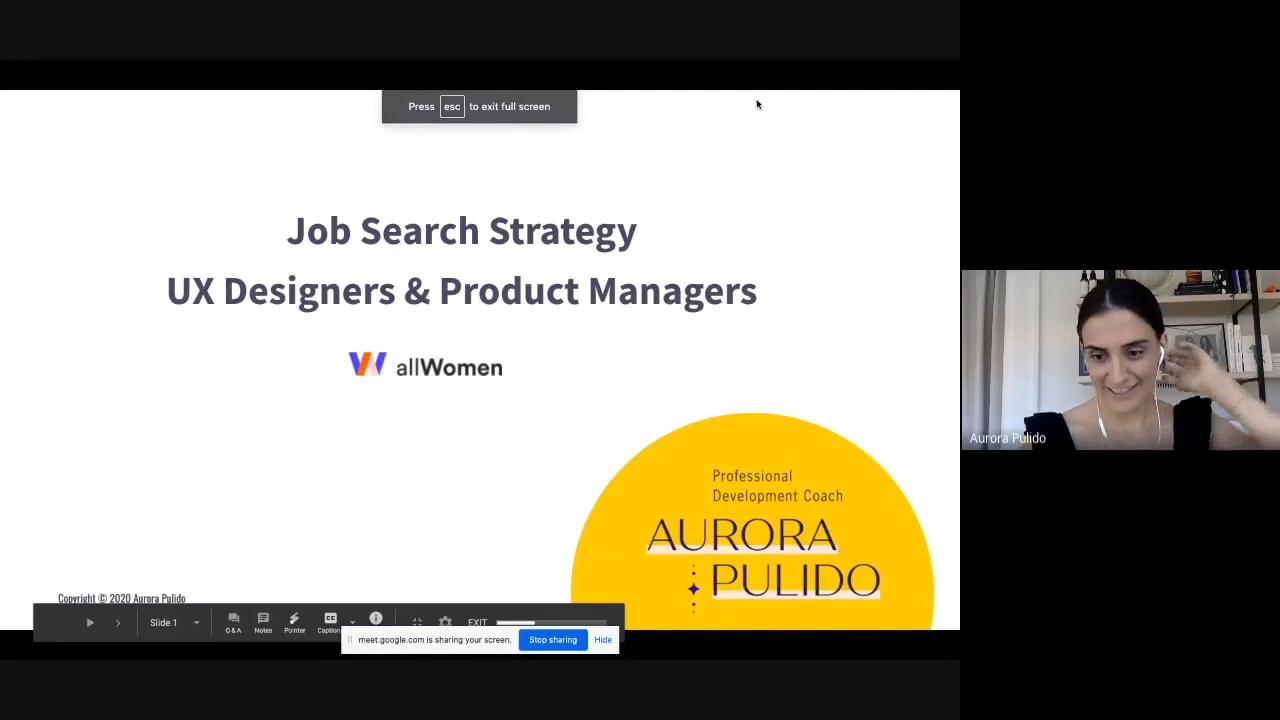 Press esc to exit full screen
Job Search Strategy
UX Designers & Product Managers
allWomen
Professional
Development Coach
AURORA
PULIDO
Aurora Pulido
Copyright © 2020 Aurora Pulido
Slide 1
Q & A
Notes
Pointer
Caption
EXIT
meet.google.com is sharing your screen.
Stop sharing
Hide